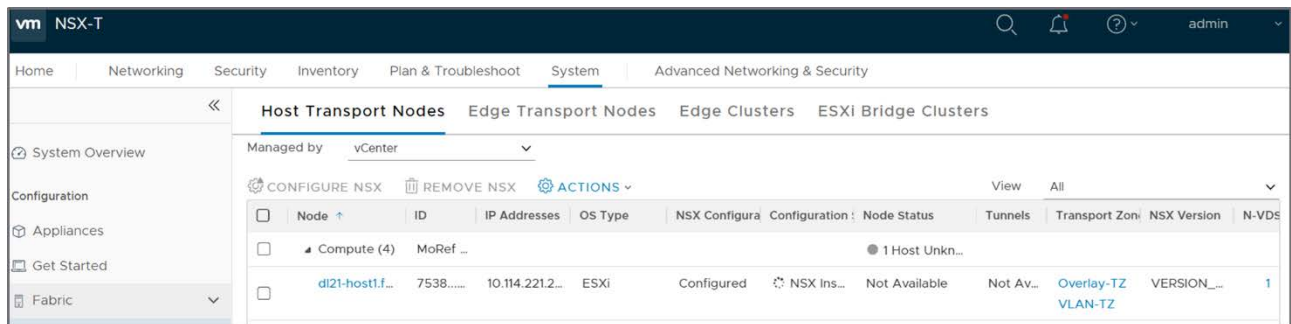 vm NSX-T admin
Home Networking Security Inventory Plan & Troubleshoot System Advanced Networking & Security
Host Transport Nodes Edge Transport Nodes Edge Clusters ESXi Bridge Clusters
System Overview
Managed by vCenter
Configuration
CONFIGURE NSX REMOVE NSX ACTIONS View All
Node ID IP Addresses OS Type NSX Configura Configuration Node Status Tunnels Transport Zon NSX Version N-VDS
Appliances
Compute (4) MoRef ... 1 Host Unkn...
Get Started
Fabric
dl21-host1.f... 7538...... 10.114.221.2... ESXi Configured NSX Ins... Not Available Not Av... Overlay-TZ VERSION_... 1
VLAN-TZ